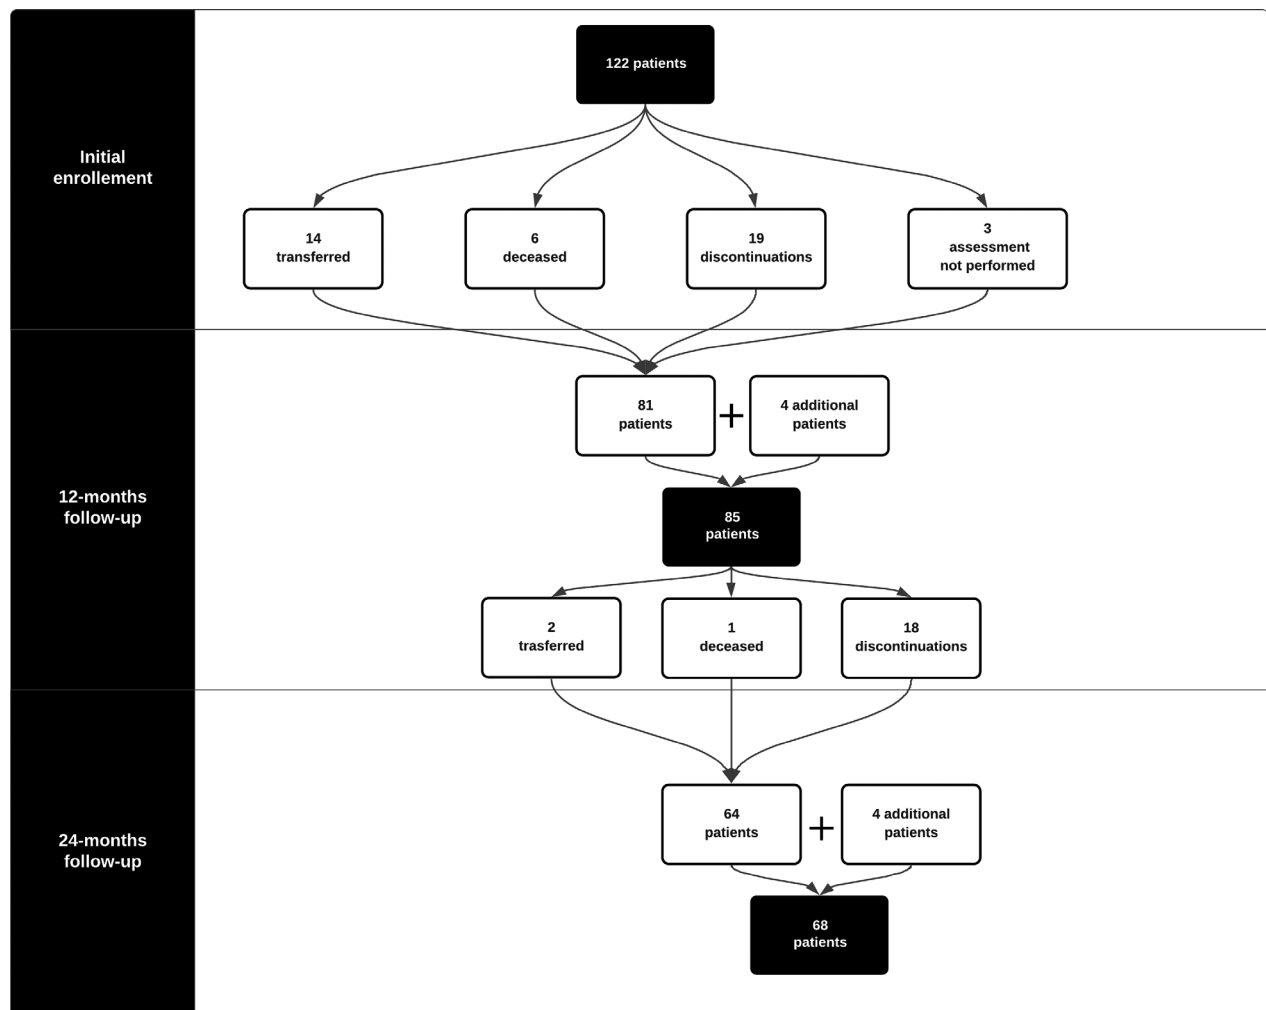 122 patients
Initial
enrollement
14
transferred
6
deceased
19
discontinuations
3
assessment
not performed
12-months
follow-up
81
patients
+
4 additional
patients
85
patients
2
trasferred
1
deceased
18
discontinuations
24-months
follow-up
64
patients
+
4 additional
patients
68
patients